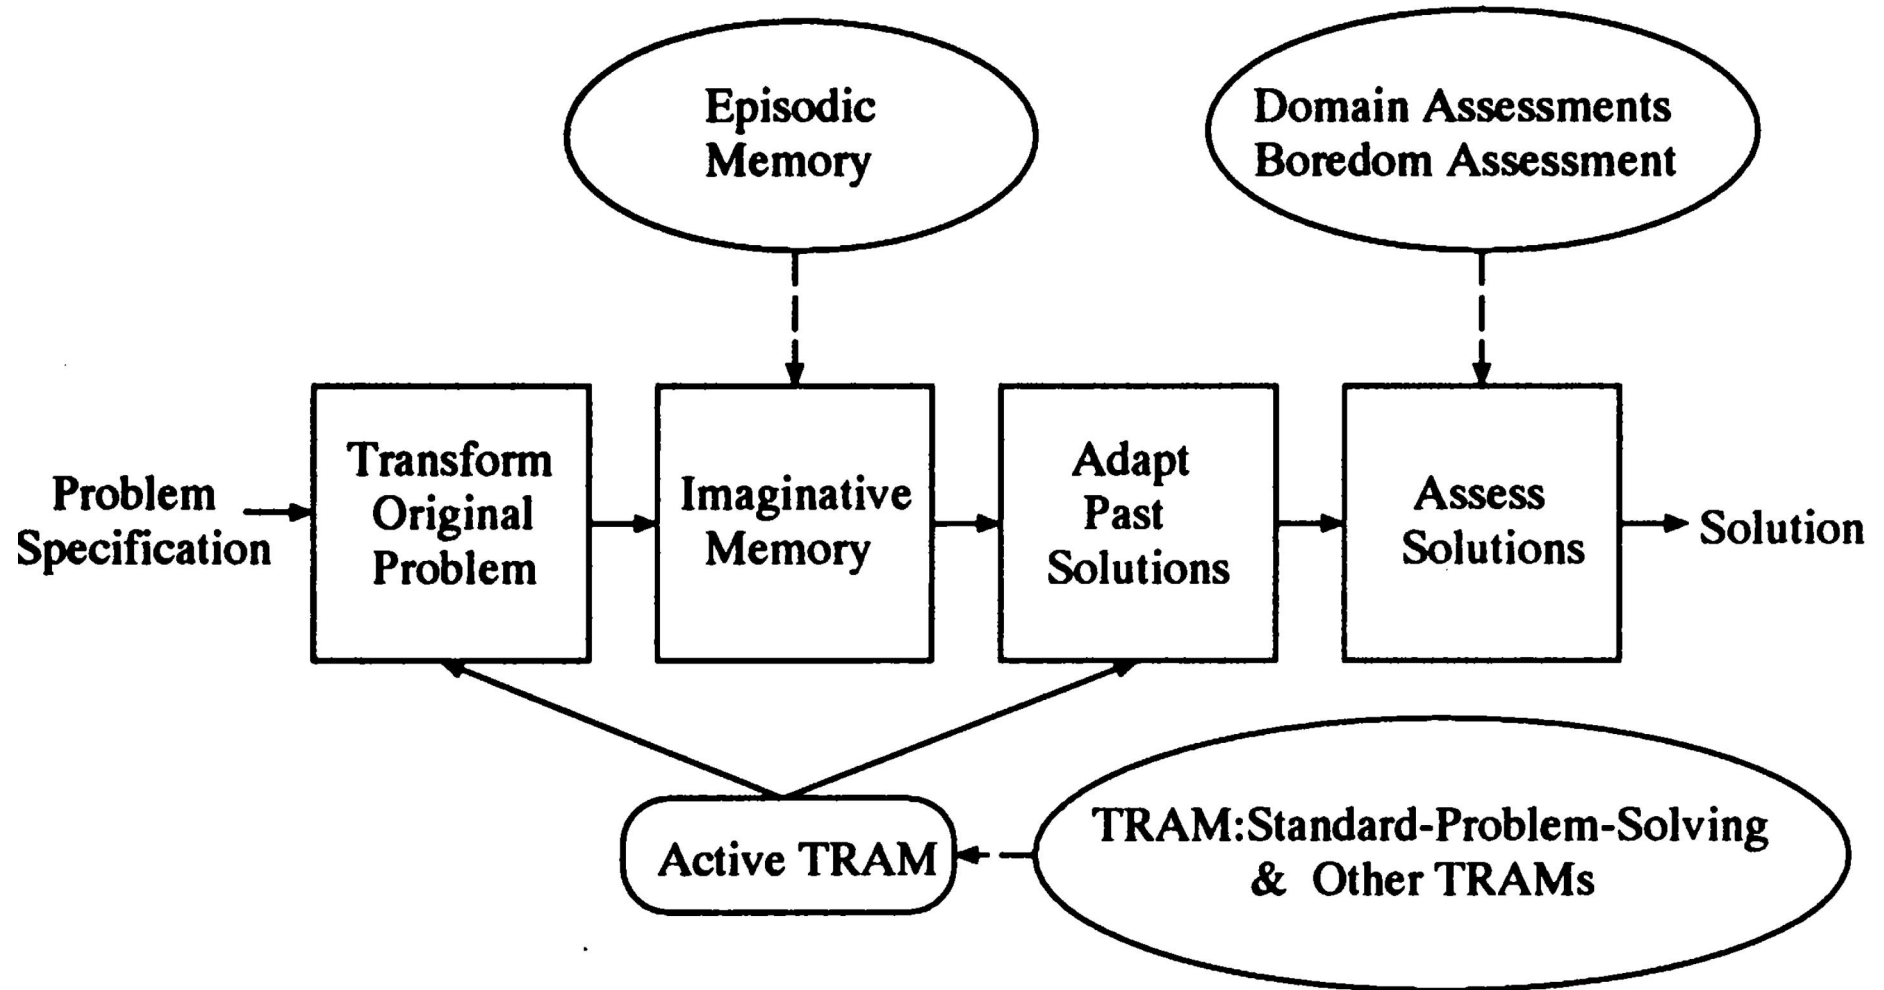 Episodic
Memory
Domain Assessments
Boredom Assessment
Problem
Specification
Transform
Original
Problem
Imaginative
Memory
Adapt
Past
Solutions
Assess
Solutions
Solution
Active TRAM
TRAM:Standard-Problem-Solving
& Other TRAMs